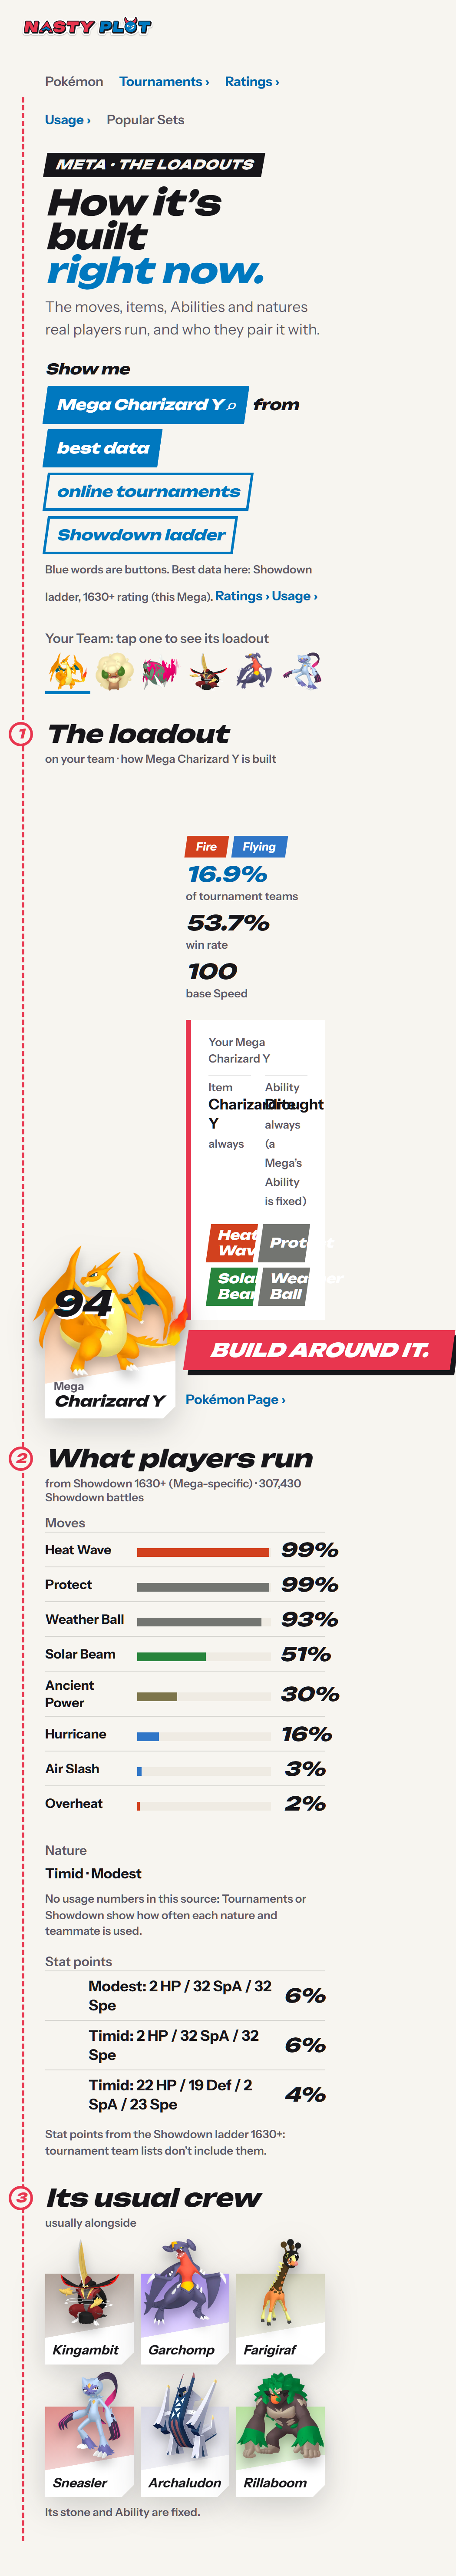 NASTY PLOT
Pokémon Tournaments › Ratings ›
Usage › Popular Sets
META · THE LOADOUTS
How it’s
built
right now.
The moves, items, Abilities and natures
real players run, and who they pair it with.
Show me
Mega Charizard Y from
best data
online tournaments
Showdown ladder
Blue words are buttons. Best data here: Showdown
ladder, 1630+ rating (this Mega). Ratings › Usage ›
Your Team: tap one to see its loadout
1 The loadout
on your team · how Mega Charizard Y is built
Fire Flying
16.9%
of tournament teams
53.7%
win rate
100
base Speed
Your Mega
Charizard Y
Item
Charizardite
Y
always
Ability
Drought
always
(a
Mega’s
Ability
is fixed)
Heat
Wave
Protect
Solar
Beam
Weather
Ball
94
Mega
Charizard Y
BUILD AROUND IT.
Pokémon Page ›
2 What players run
from Showdown 1630+ (Mega-specific) · 307,430
Showdown battles
Moves
Heat Wave 99%
Protect 99%
Weather Ball 93%
Solar Beam 51%
Ancient
Power 30%
Hurricane 16%
Air Slash 3%
Overheat 2%
Nature
Timid · Modest
No usage numbers in this source: Tournaments or
Showdown show how often each nature and
teammate is used.
Stat points
Modest: 2 HP / 32 SpA / 32
Spe 6%
Timid: 2 HP / 32 SpA / 32
Spe 6%
Timid: 22 HP / 19 Def / 2
SpA / 23 Spe 4%
Stat points from the Showdown ladder 1630+:
tournament team lists don’t include them.
3 Its usual crew
usually alongside
Kingambit Garchomp Farigiraf
Sneasler Archaludon Rillaboom
Its stone and Ability are fixed.